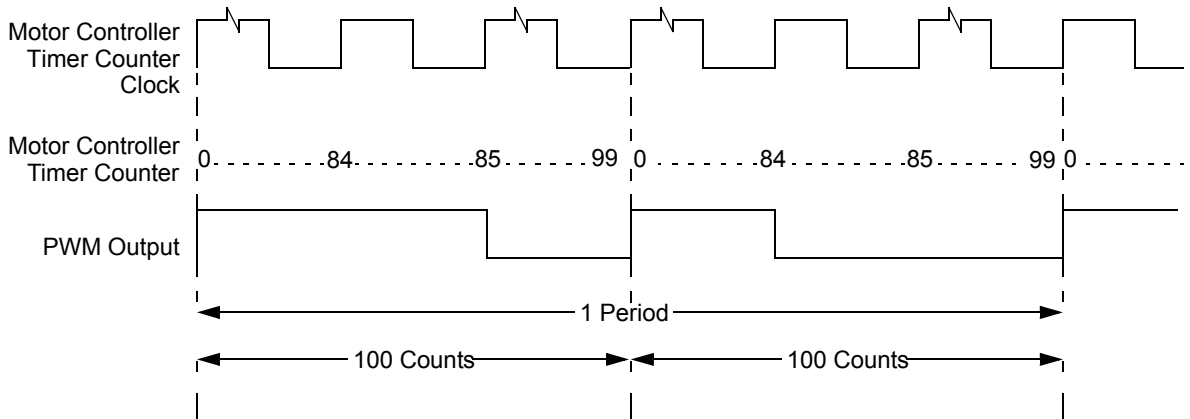 Motor Controller
Timer Counter
Clock
Motor Controller
Timer Counter
0 84 85 99 0 84 85 99 0
PWM Output
1 Period
100 Counts 100 Counts